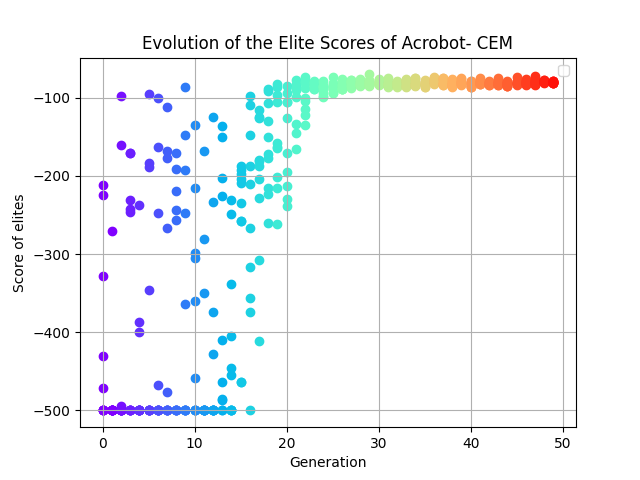 Evolution of the Elite Scores of Acrobot- CEM
Score of elites
−100
−200
−300
−400
−500
0 10 20 30 40 50
Generation